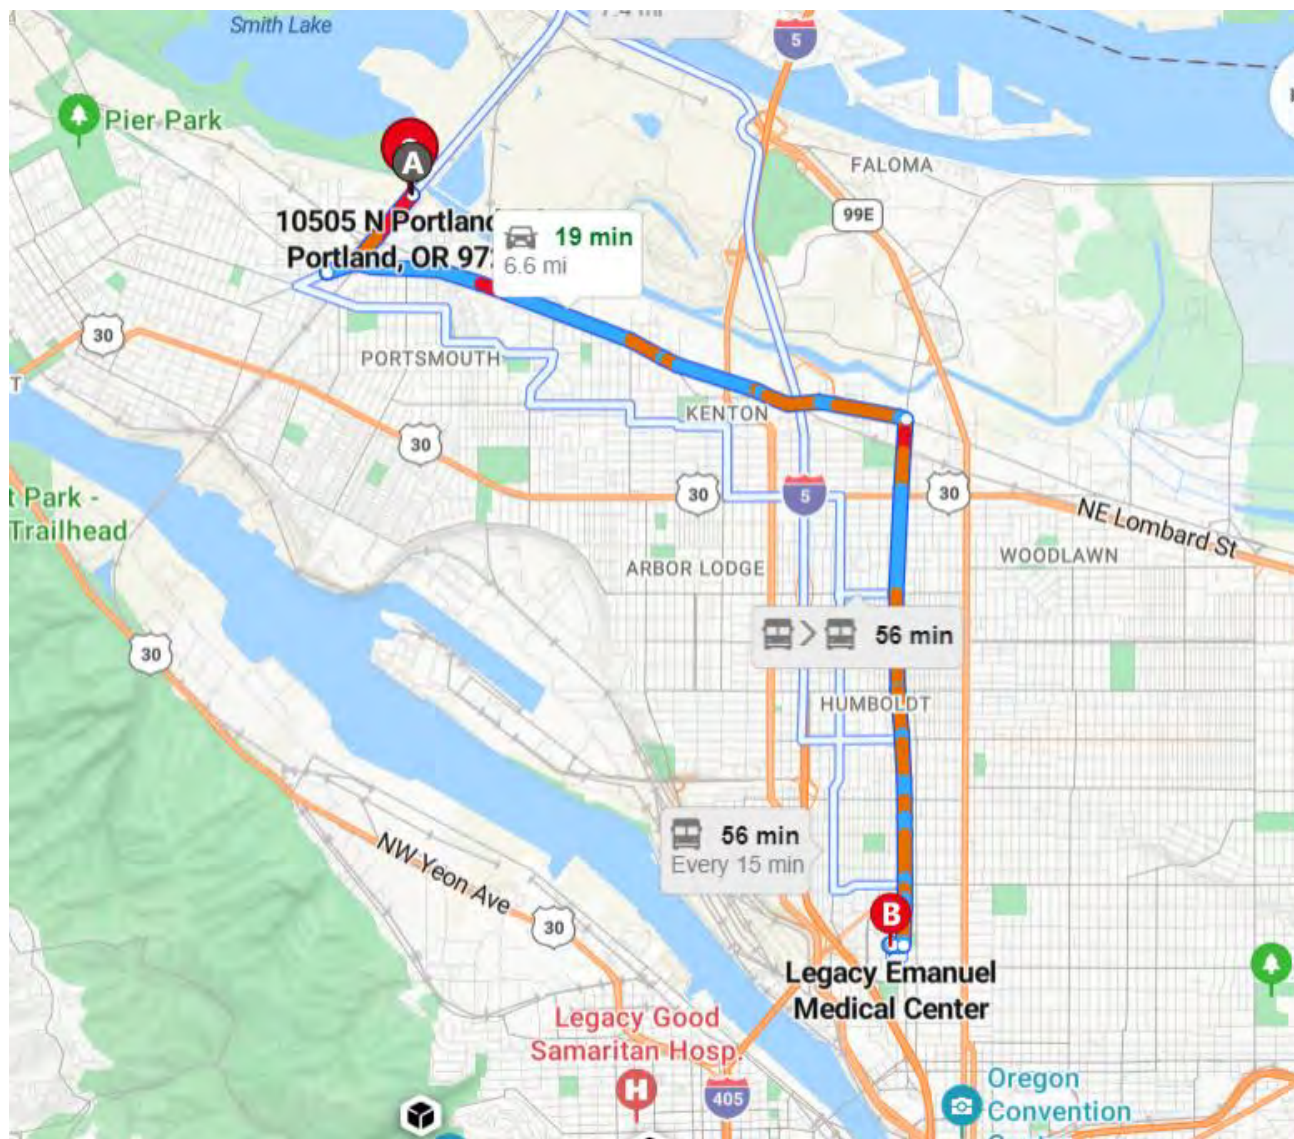 Smith Lake
5
Pier Park
A
FALOMA
99E
10505 N Portland
Portland, OR 97
19 min
6.6 mi
30
PORTSMOUTH
T
KENTON
30
30
5
30
t Park -
Trailhead
NE Lombard St
ARBOR LODGE
WOODLAWN
56 min
30
HUMBOLDT
56 min
Every 15 min
NW Yeon Ave
30
B
Legacy Emanuel
Medical Center
Legacy Good
Samaritan Hosp.
H
405
Oregon
Convention